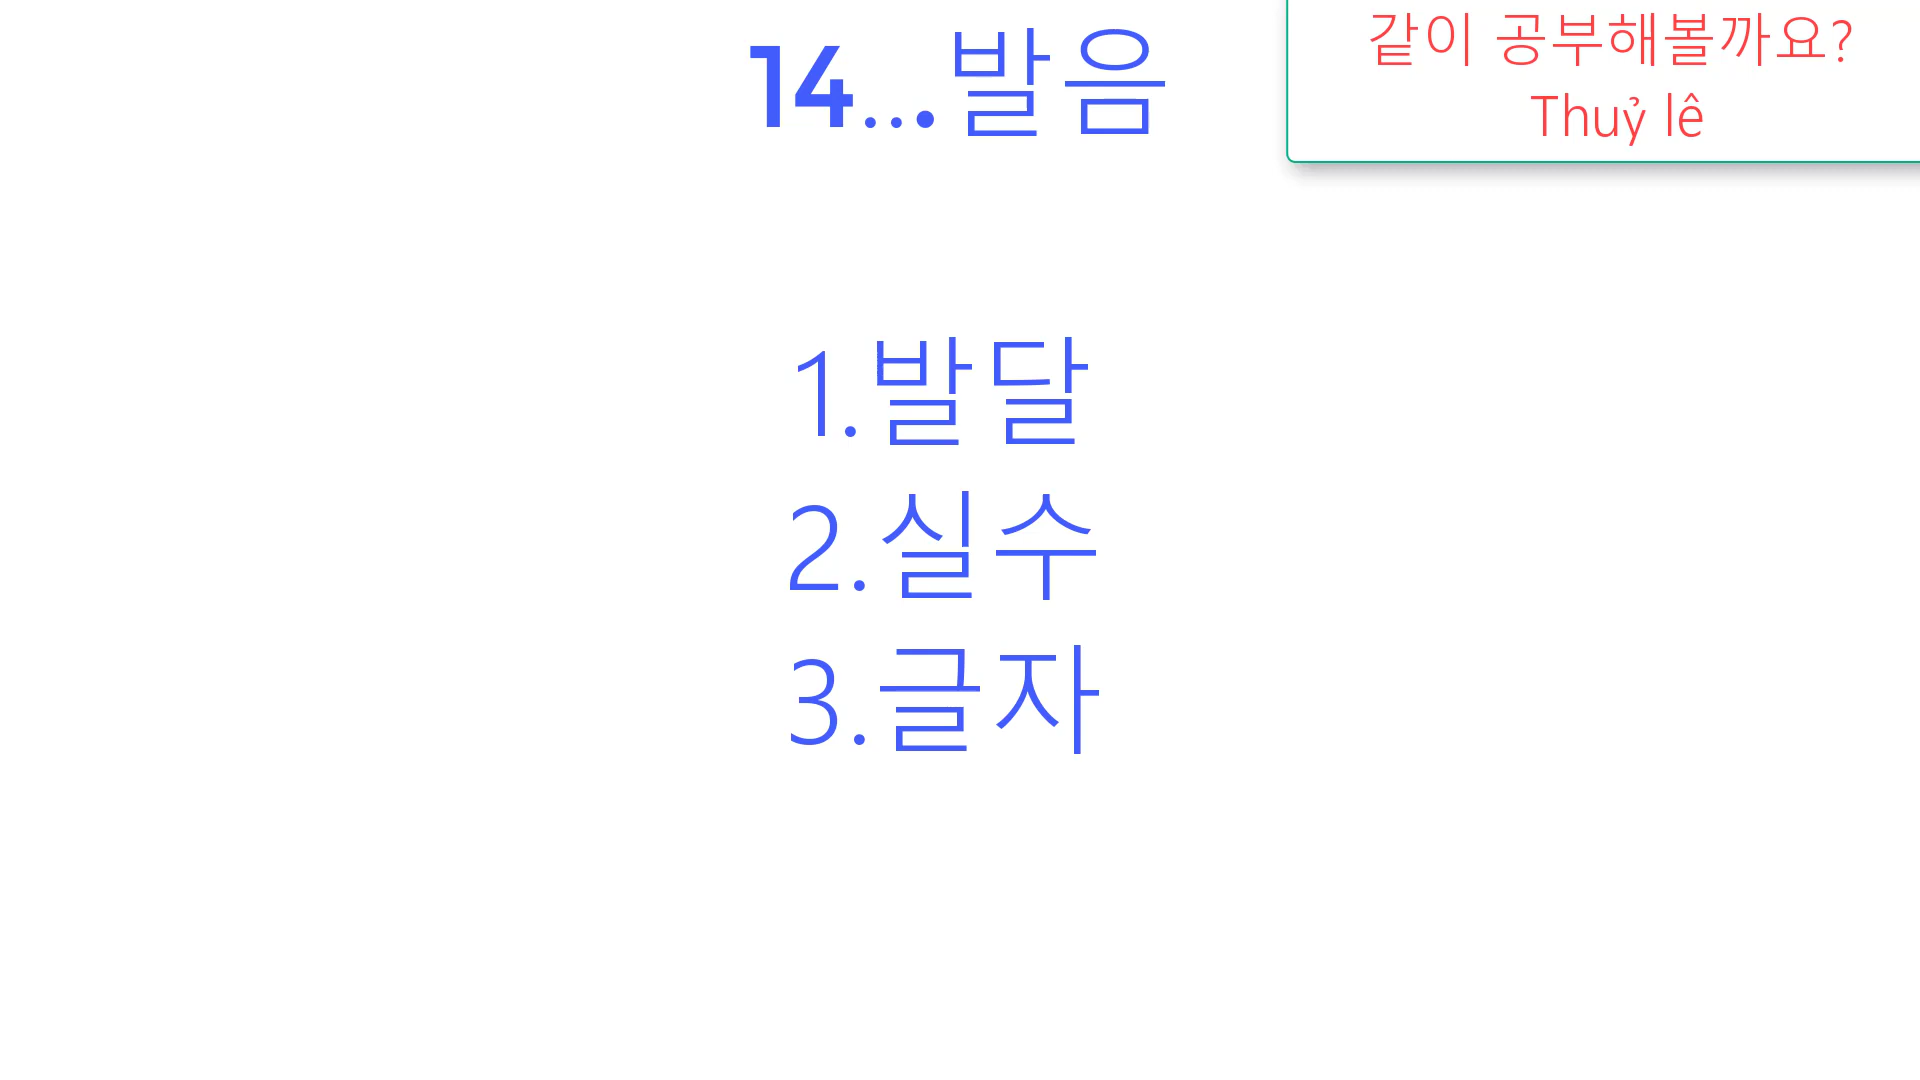 14...발음
같이 공부해볼까요?
Thuỷ lê
1.발달
2.실수
3.글자